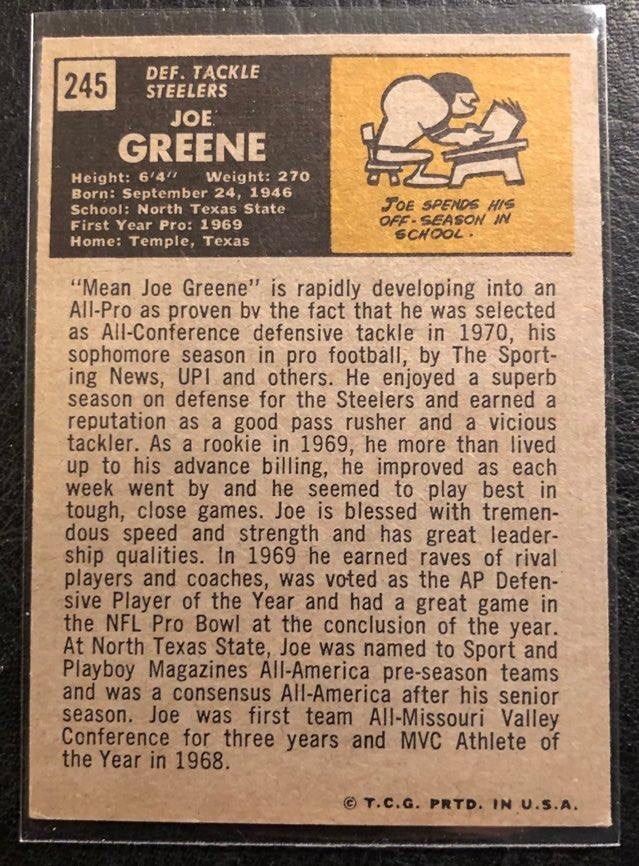 245
DEF. TACKLE
STEELERS
JOE
GREENE
Height: 6'4" Weight: 270
Born: September 24, 1946
School: North Texas State
First Year Pro: 1969
Home: Temple, Texas
JOE SPENDS HIS
OFF-SEASON IN
SCHOOL.
"Mean Joe Greene" is rapidly developing into an
All-Pro as proven bv the fact that he was selected
as All-Conference defensive tackle in 1970, his
sophomore season in pro football, by The Sport-
ing News, UPI and others. He enjoyed a superb
season on defense for the Steelers and earned a
reputation as a good pass rusher and a vicious
tackler. As a rookie in 1969, he more than lived
up to his advance billing, he improved as each
week went by and he seemed to play best in
tough, close games. Joe is blessed with tremen-
dous speed and strength and has great leader-
ship qualities. In 1969 he earned raves of rival
players and coaches, was voted as the AP Defen-
sive Player of the Year and had a great game in
the NFL Pro Bowl at the conclusion of the year.
At North Texas State, Joe was named to Sport and
Playboy Magazines All-America pre-season teams
and was a consensus All-America after his senior
season. Joe was first team All-Missouri Valley
Conference for three years and MVC Athlete of
the Year in 1968.
© T.C.G. PRTD. IN U.S.A.